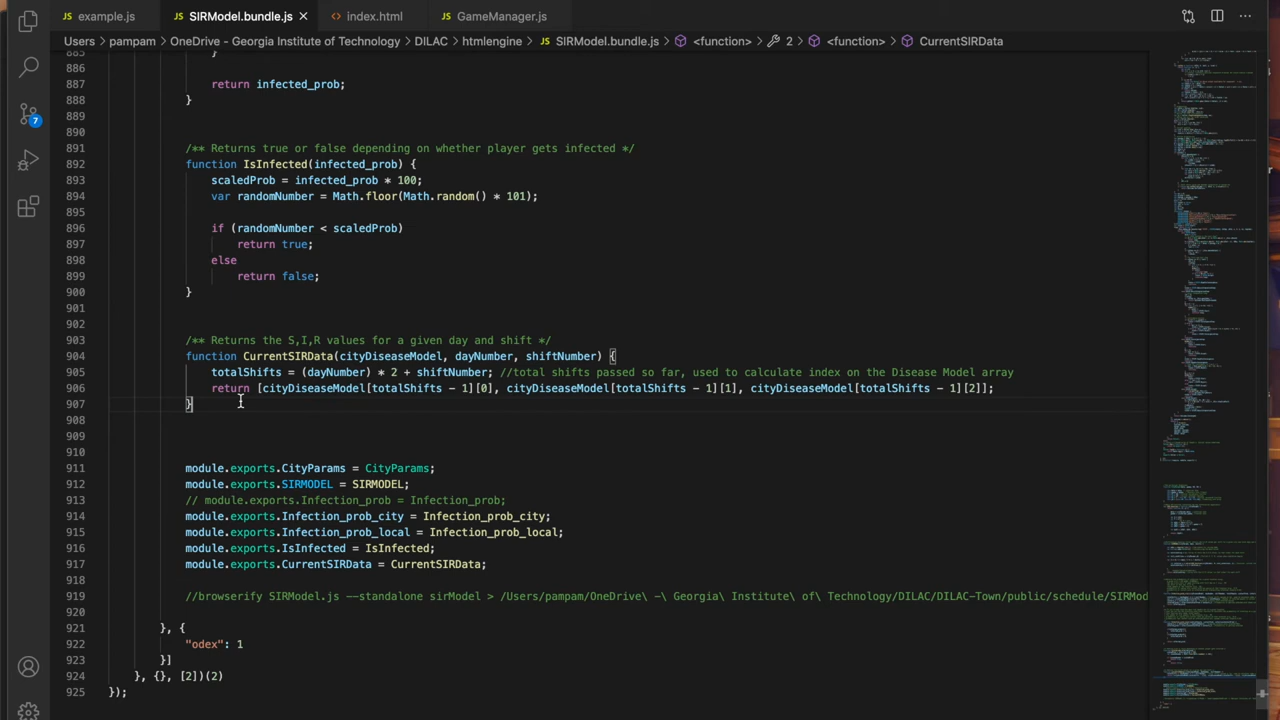 example.js SIRModel.bundle.js index.html GameManager.js
Users > pampam > OneDrive - Georgia Institute of Technology > DILAC > htmlengine > SIRModel.bundle.js > <function> > 2 > <function> > CurrentSIRData
885 }
886
887 return infected_prob;
888 }
889
890
891 /** Returns true or false depending on whether player gets infected */
892 function IsInfected(infected_prob) {
893 scaledProb = infected_prob * 100;
894 var randomNumber = Math.floor(Math.random() * 101);
895
896 if (randomNumber < scaledProb)
897 return true;
898 else
899 return false;
900 }
901
902
903 /** Returns the S,I,R values for a given day and shift */
904 function CurrentSIRData(cityDiseaseModel, dayNumber, shiftNumber) {
905 totalShifts = (dayNumber) * 2 + shiftNumber; //total shifts passed so far, used to calculate index on the Disease Model array
906 return [cityDiseaseModel[totalShifts - 1][0], cityDiseaseModel[totalShifts - 1][1], cityDiseaseModel[totalShifts - 1][2]];
907 }
908
909
910
911 module.exports.CityParams = CityParams;
912 module.exports.SIRMODEL = SIRMODEL;
913 // module.exports.Infection_prob = Infection_prob;
914 module.exports.Infection_prob_city = Infection_prob_city;
915 module.exports.Infection_prob_local = Infection_prob_local;
916 module.exports.IsInfected = IsInfected;
917 module.exports.CurrentSIRData = CurrentSIRData;
918
919 //browserify SIRModel.js --standalone sirModel > /Users/pampam/OneDrive\ -\ Georgia\ Institute\ of\ Technology/DILAC/DILAC-Town/public/schedule/SIRMo
920
921 }, {
922 "odex": 1
923 }]
924 }, {}, [2])(2)
925 });
7